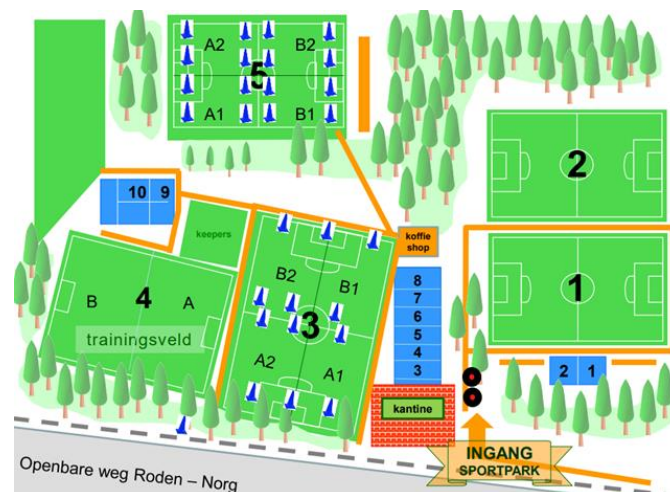 A2
B2
5
A1
B1
2
10
9
keepers
koffie
shop
B2
B1
8
7
6
5
4
3
1
B
4
A
trainingsveld
3
A2
A1
2
1
kantine
INGANG
SPORTPARK
Openbare weg Roden – Norg